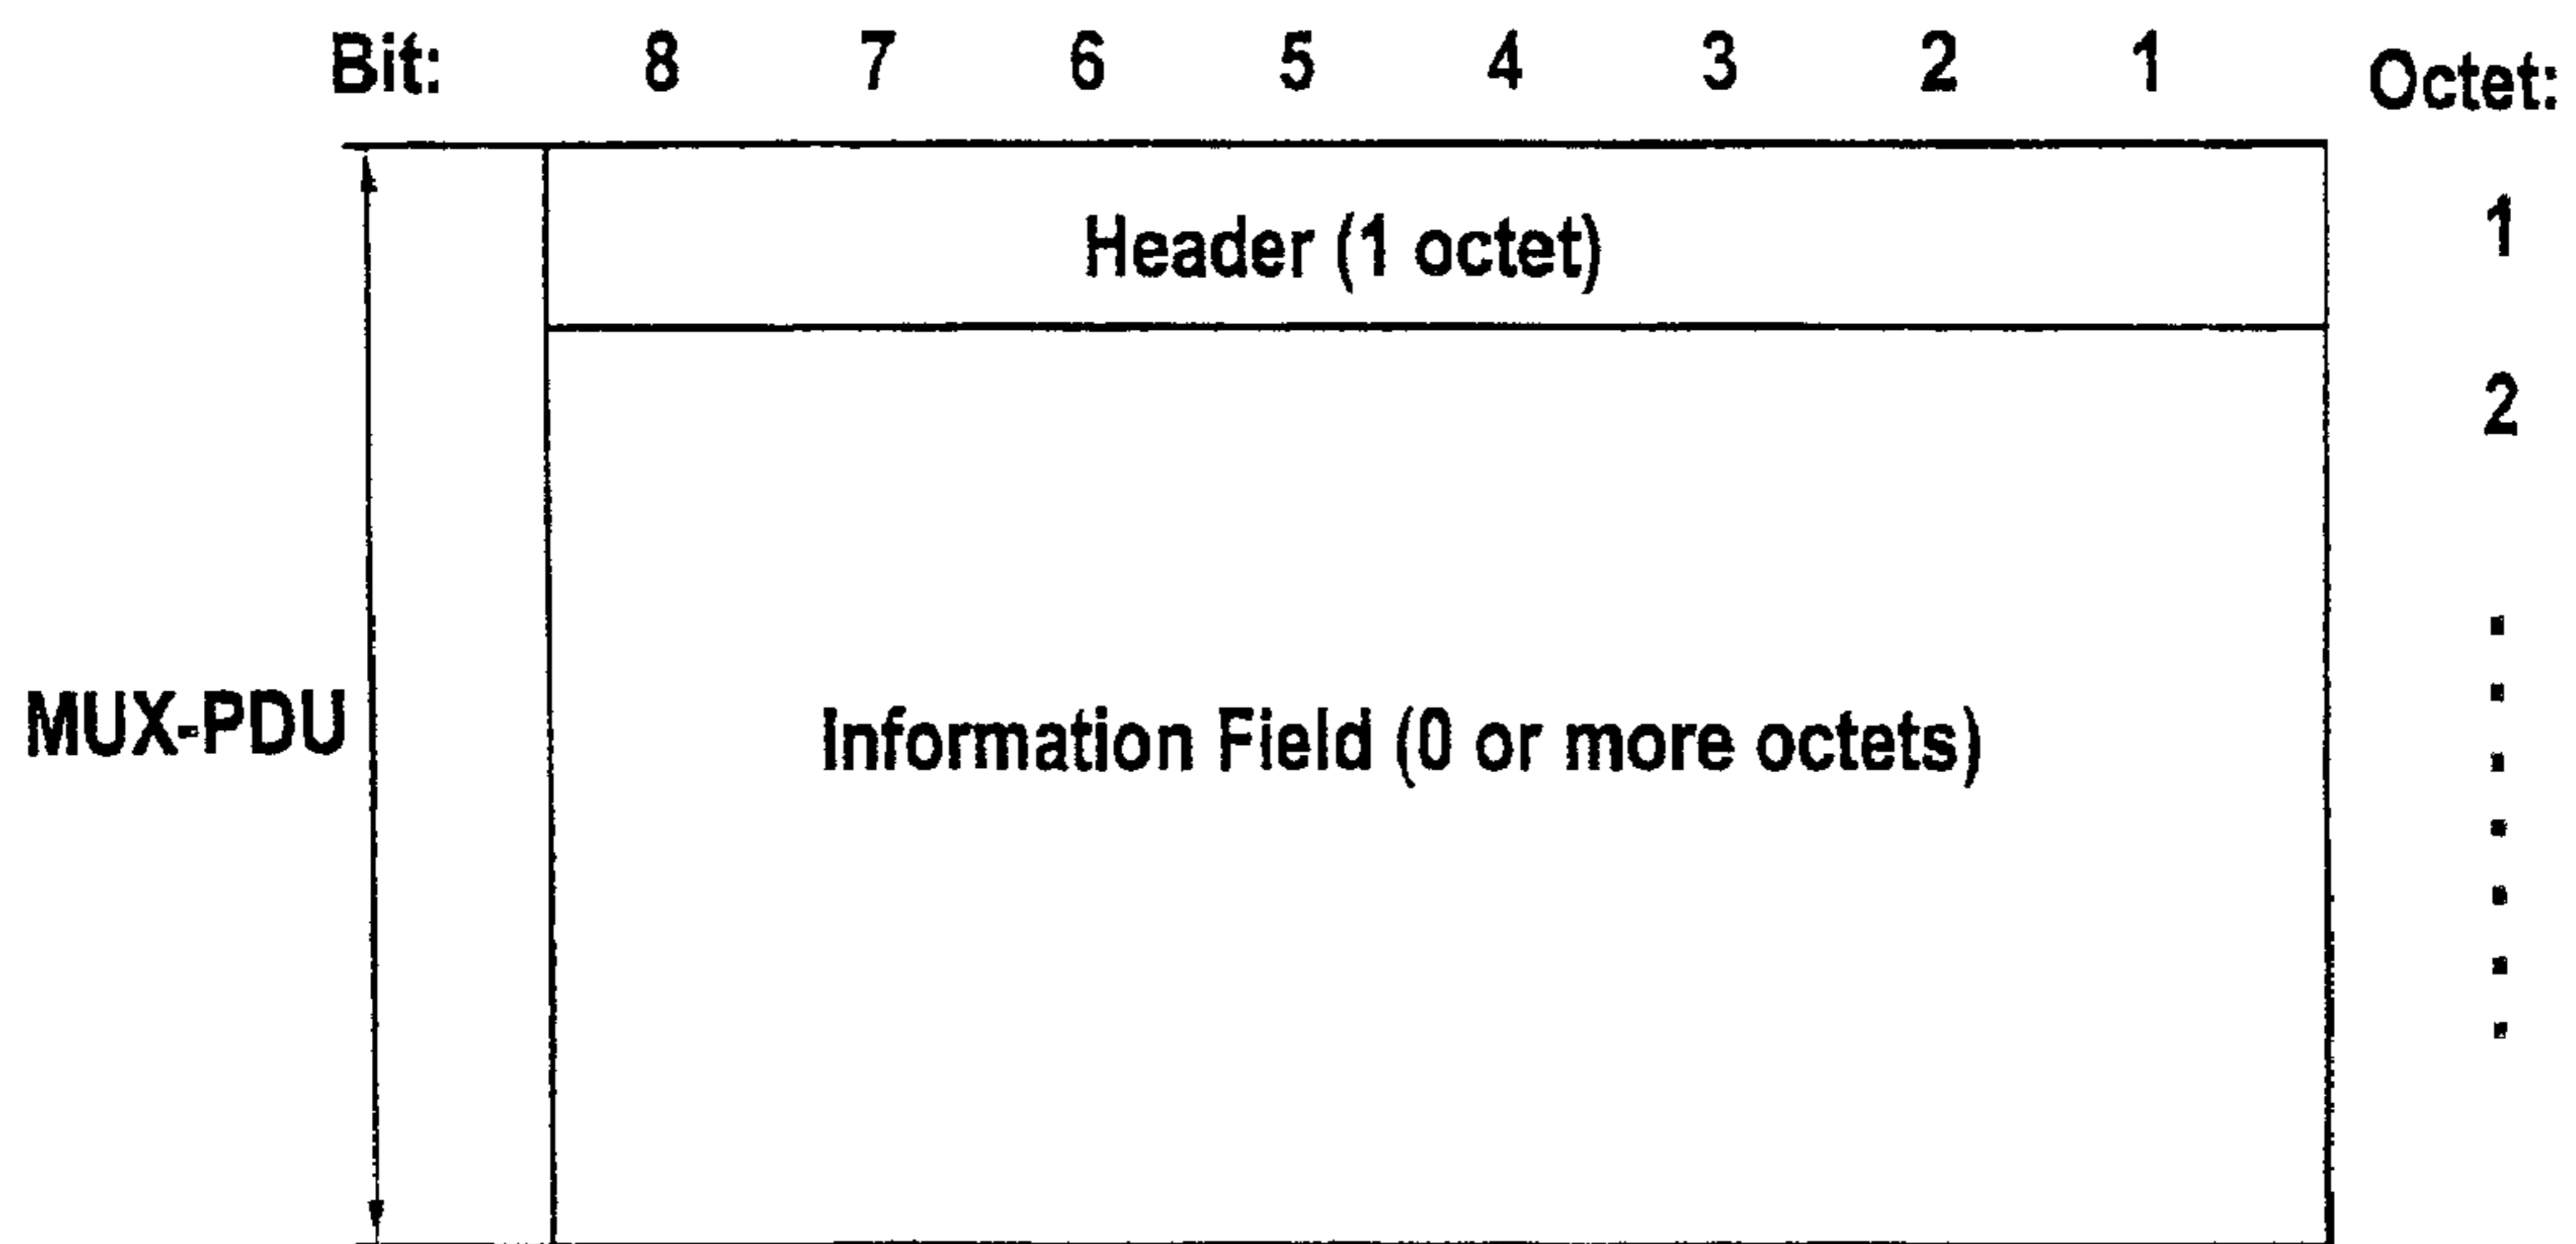 Bit: 8 7 6 5 4 3 2 1 Octet:
Header (1 octet) 1
2
MUX-PDU Information Field (0 or more octets)